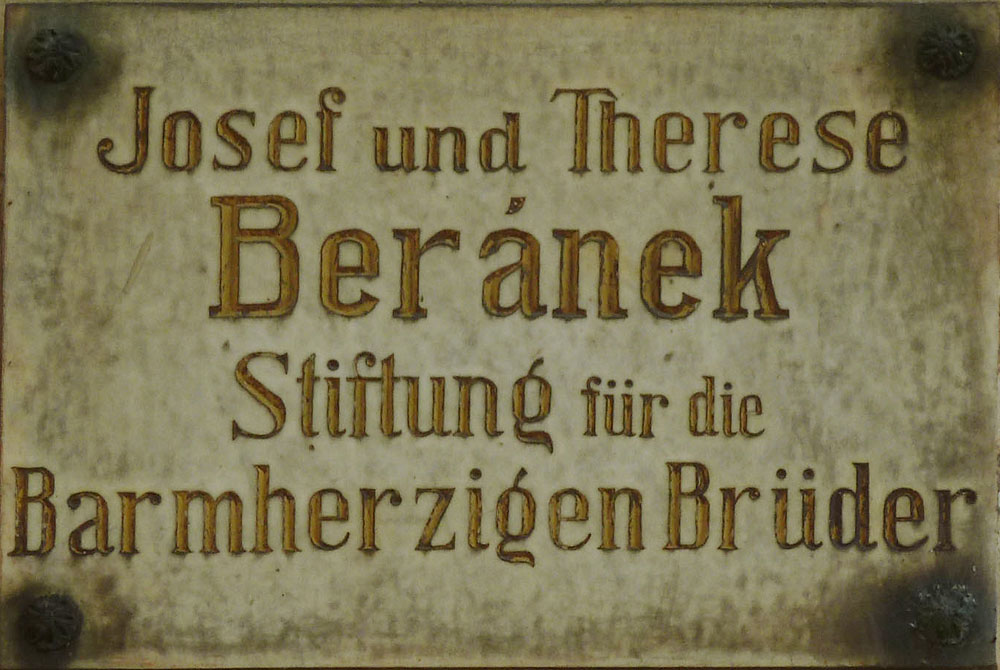 Josef und Therese
Beránek
Stiftung für die
Barmherzigen Brüder